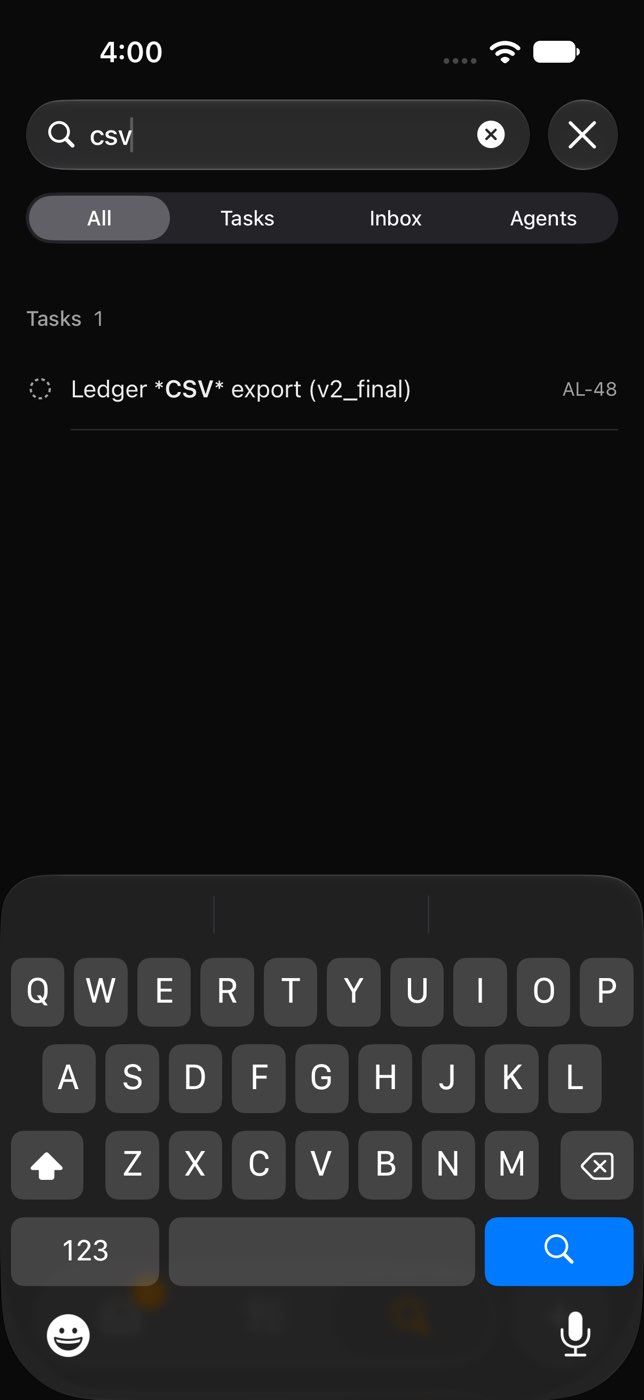 4:00
csv
All Tasks Inbox Agents
Tasks 1
Ledger *CSV* export (v2_final) AL-48
Q W E R T Y U I O P
A S D F G H J K L
Z X C V B N M
123